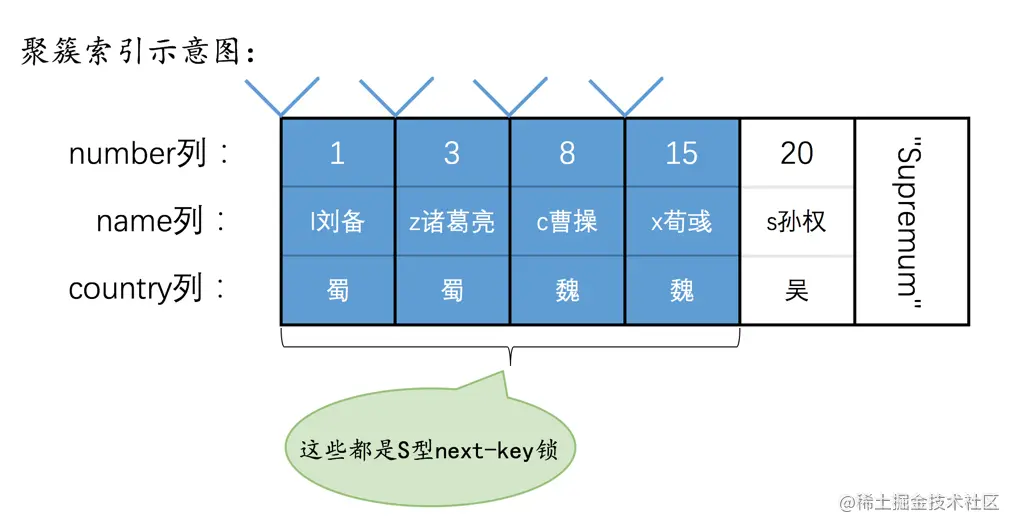 聚簇索引示意图：
number列： 1 3 8 15 20 "Supremum"
name列： l刘备 z诸葛亮 c曹操 x荀彧 s孙权
country列： 蜀 蜀 魏 魏 吴
这些都是S型next-key锁
@稀土掘金技术社区